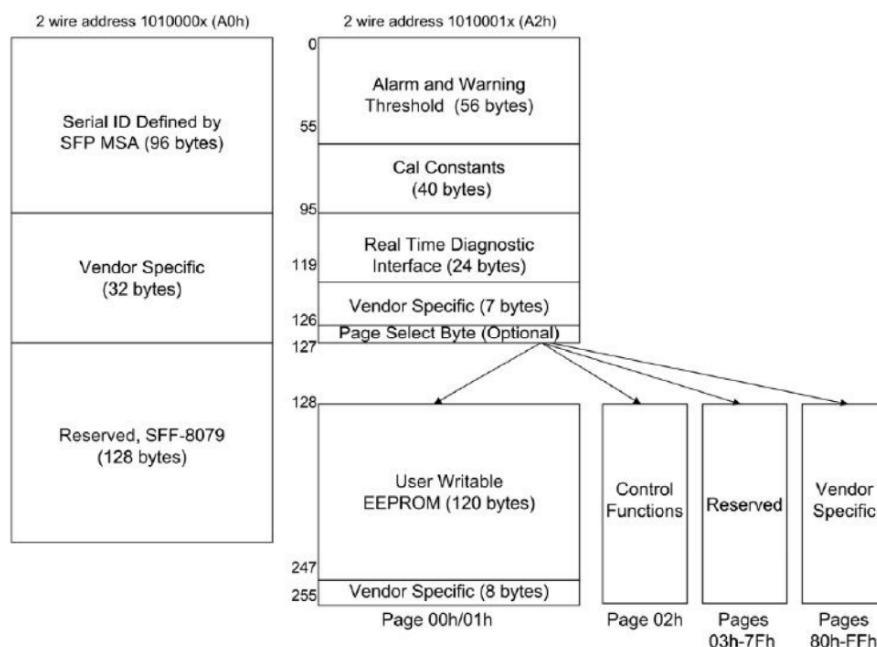 2 wire address 1010000x (A0h)
Serial ID Defined by
SFP MSA (96 bytes)
Vendor Specific
(32 bytes)
Reserved, SFF-8079
(128 bytes)
2 wire address 1010001x (A2h)
0
Alarm and Warning
Threshold (56 bytes)
55
Cal Constants
(40 bytes)
95
Real Time Diagnostic
Interface (24 bytes)
119
Vendor Specific (7 bytes)
126
Page Select Byte (Optional)
127
128
User Writable
EEPROM (120 bytes)
247
Vendor Specific (8 bytes)
255
Page 00h/01h
Control
Functions
Page 02h
Reserved
Pages
03h-7Fh
Vendor
Specific
Pages
80h-FFh